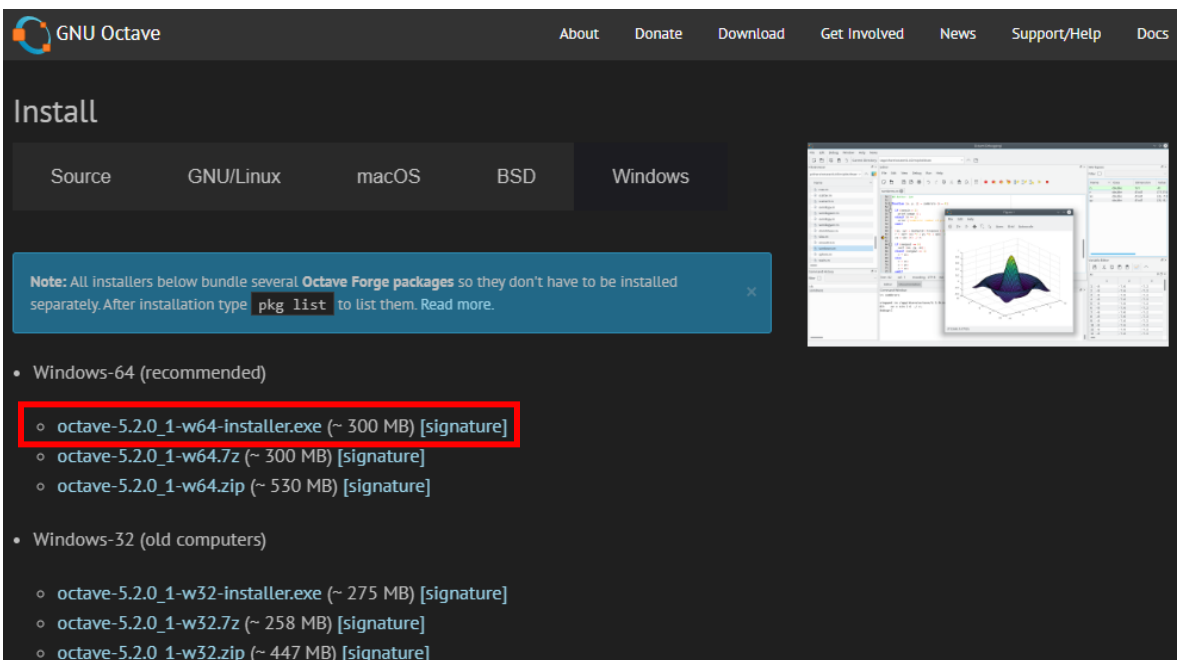 GNU Octave
About Donate Download Get Involved News Support/Help Docs
Install
Source GNU/Linux macOS BSD Windows
Note: All installers below bundle several Octave Forge packages so they don't have to be installed
separately. After installation type pkg list to list them. Read more.
×
• Windows-64 (recommended)
octave-5.2.0_1-w64-installer.exe (~ 300 MB) [signature]
octave-5.2.0_1-w64.7z (~ 300 MB) [signature]
octave-5.2.0_1-w64.zip (~ 530 MB) [signature]
• Windows-32 (old computers)
octave-5.2.0_1-w32-installer.exe (~ 275 MB) [signature]
octave-5.2.0_1-w32.7z (~ 258 MB) [signature]
octave-5.2.0_1-w32.zip (~ 447 MB) [signature]